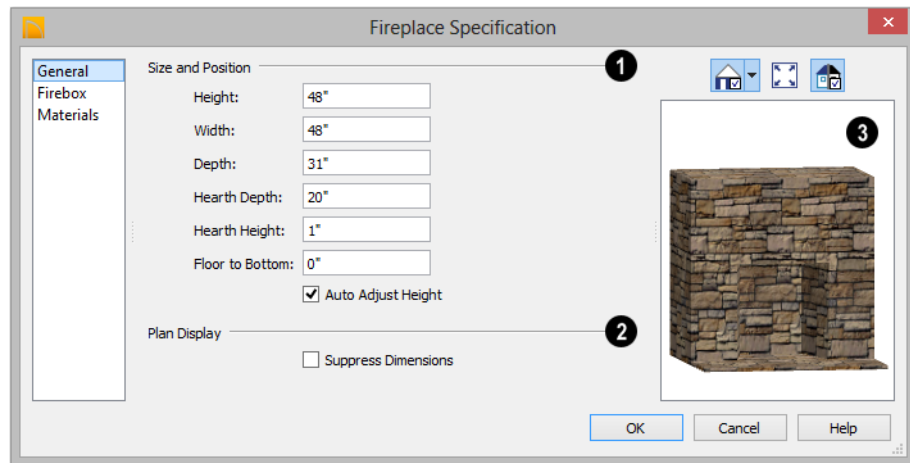 Fireplace Specification
General
Firebox
Materials
Size and Position
1
Height: 48"
Width: 48"
Depth: 31"
Hearth Depth: 20"
Hearth Height: 1"
Floor to Bottom: 0"
Auto Adjust Height
Plan Display
2
Suppress Dimensions
3
OK Cancel Help